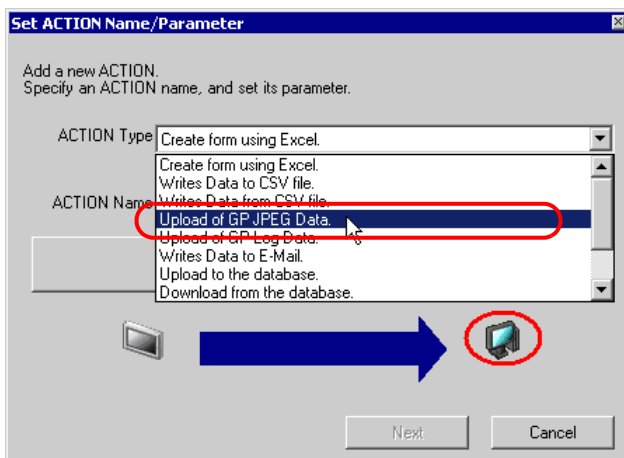 Set ACTION Name/Parameter
Add a new ACTION.
Specify an ACTION name, and set its parameter.
ACTION Type
Create form using Excel.
Create form using Excel.
Writes Data to CSV file.
ACTION Name
Writes Data from CSV file.
Upload of GP JPEG Data.
Upload of GP Log Data.
Writes Data to E-Mail.
Upload to the database.
Download from the database.
Next
Cancel